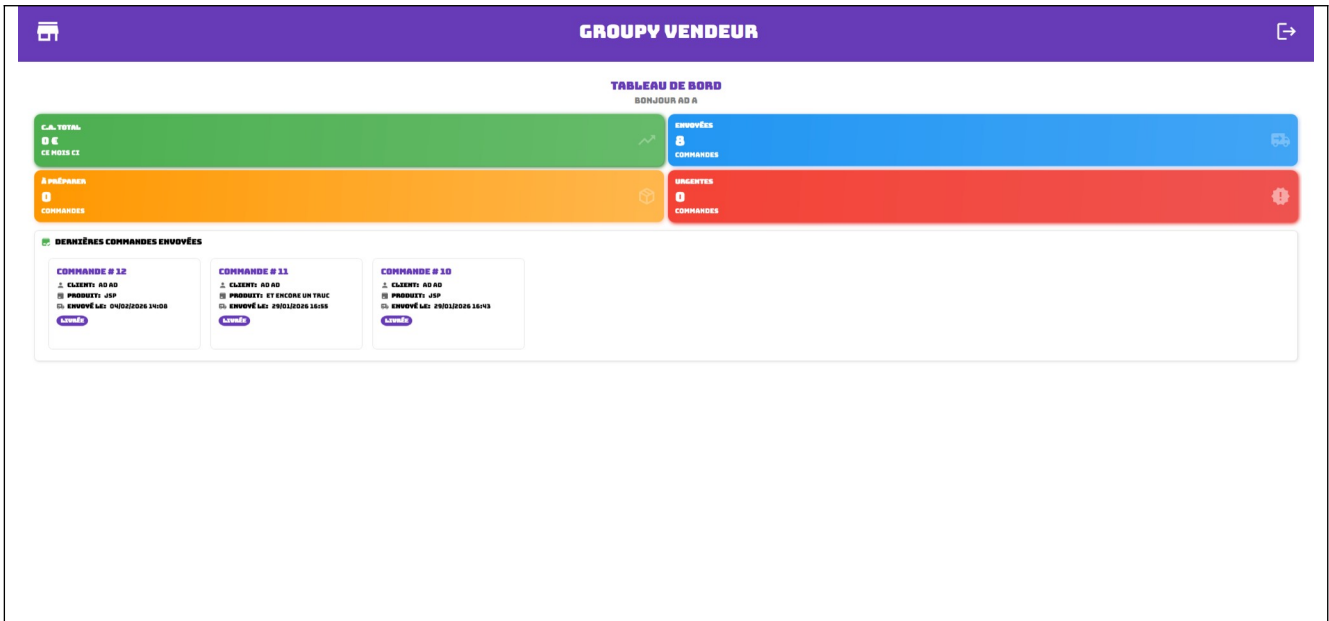 GROUPY VENDEUR
TABLEAU DE BORD
BONJOUR AD A
C.A. TOTAL
0 €
CE MOIS CI
ENVOYÉES
8
COMMANDES
À PRÉPARER
0
COMMANDES
URGENTES
0
COMMANDES
DERNIÈRES COMMANDES ENVOYÉES
COMMANDE # 12
CLIENT: AD AD
PRODUIT: JSP
ENVOYÉ LE: 04/02/2026 14:08
LIVRÉE
COMMANDE # 11
CLIENT: AD AD
PRODUIT: ET ENCORE UN TRUC
ENVOYÉ LE: 29/01/2026 16:55
LIVRÉE
COMMANDE # 10
CLIENT: AD AD
PRODUIT: JSP
ENVOYÉ LE: 29/01/2026 16:43
LIVRÉE